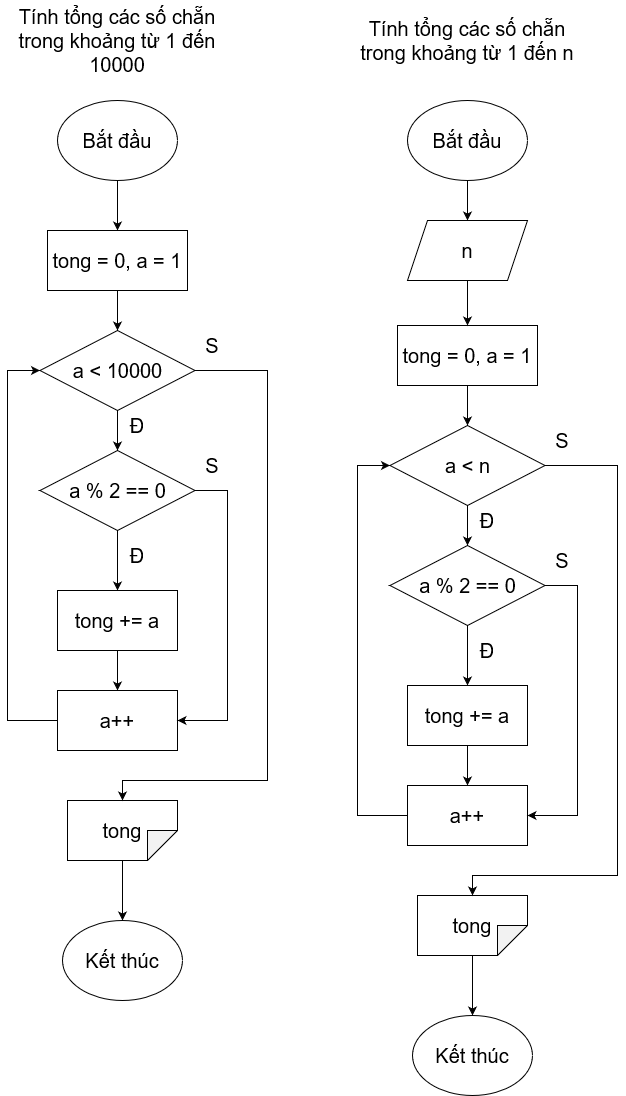 Tính tổng các số chẵn
trong khoảng từ 1 đến
10000
Bắt đầu
tong = 0, a = 1
a < 10000
S
Đ
a % 2 == 0
S
Đ
tong += a
a++
tong
Kết thúc
Tính tổng các số chẵn
trong khoảng từ 1 đến n
Bắt đầu
n
tong = 0, a = 1
a < n
S
Đ
a % 2 == 0
S
Đ
tong += a
a++
tong
Kết thúc